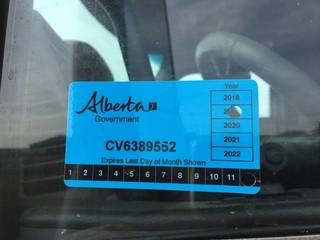 Alberta
Government
Year
2018
2020
2021
2022
CV6389552
Expires Last Day of Month Shown
1 2 3 4 5 6 7 8 9 10 11